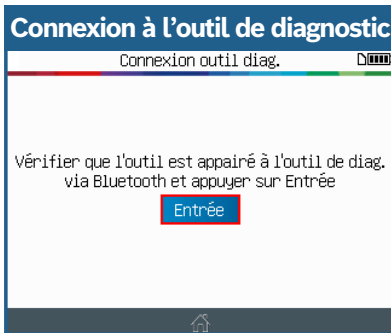 Connexion à l’outil de diagnostic
Connexion outil diag.
Vérifier que l'outil est appairé à l'outil de diag.
via Bluetooth et appuyer sur Entrée
Entrée